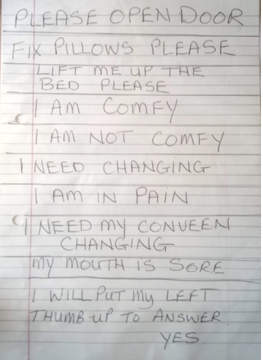 PLEASE OPEN DOOR
FIX PILLOWS PLEASE
LIFT ME UP THE
BED PLEASE
I AM COMFY
I AM NOT COMFY
I NEED CHANGING
I AM IN PAIN
I NEED MY CONVEEN
CHANGING
MY MOUTH IS SORE
I WILL PUT MY LEFT
THUMB UP TO ANSWER
YES